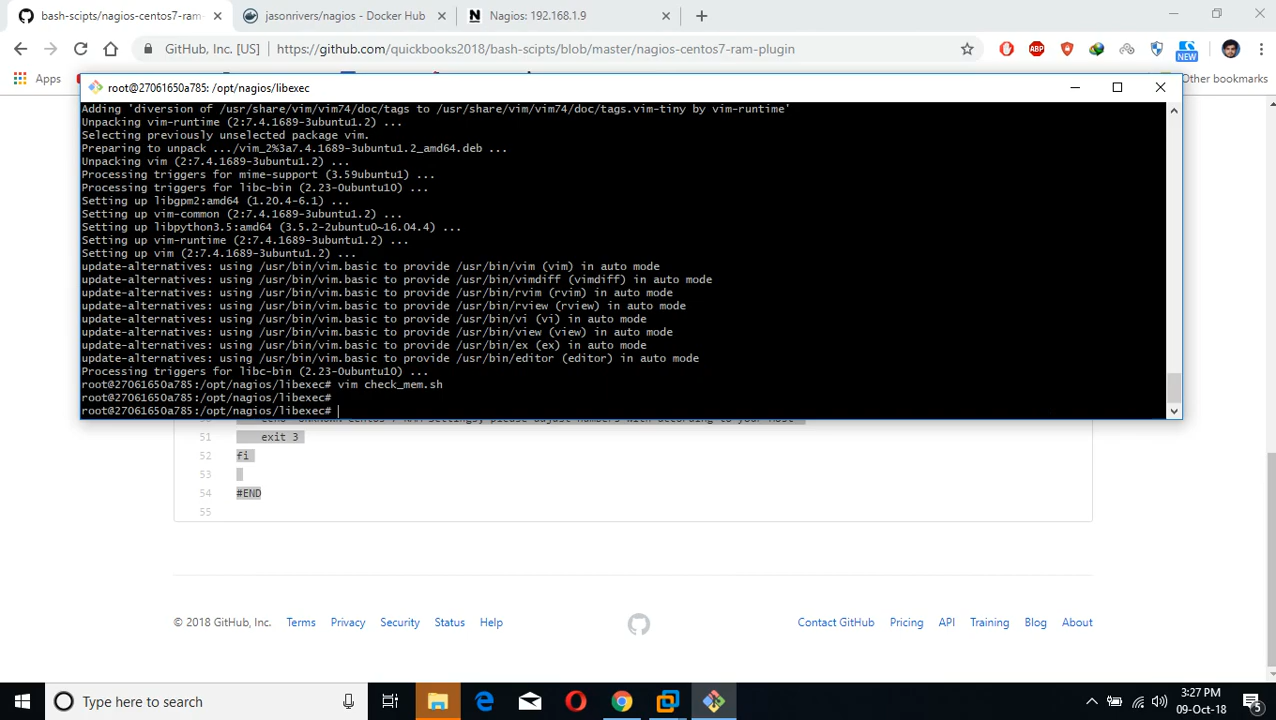 bash-scipts/nagios-centos7-ram-
jasonrivers/nagios - Docker Hub
Nagios: 192.168.1.9
GitHub, Inc. [US]
https://github.com/quickbooks2018/bash-scipts/blob/master/nagios-centos7-ram-plugin
ABP
NEW
Apps
Other bookmarks
root@27061650a785: /opt/nagios/libexec
Adding 'diversion of /usr/share/vim/vim74/doc/tags to /usr/share/vim/vim74/doc/tags.vim-tiny by vim-runtime'
Unpacking vim-runtime (2:7.4.1689-3ubuntu1.2) ...
Selecting previously unselected package vim.
Preparing to unpack .../vim_2%3a7.4.1689-3ubuntu1.2_amd64.deb ...
Unpacking vim (2:7.4.1689-3ubuntu1.2) ...
Processing triggers for mime-support (3.59ubuntu1) ...
Processing triggers for libc-bin (2.23-0ubuntu10) ...
Setting up libgpm2:amd64 (1.20.4-6.1) ...
Setting up vim-common (2:7.4.1689-3ubuntu1.2) ...
Setting up libpython3.5:amd64 (3.5.2-2ubuntu0~16.04.4) ...
Setting up vim-runtime (2:7.4.1689-3ubuntu1.2) ...
Setting up vim (2:7.4.1689-3ubuntu1.2) ...
update-alternatives: using /usr/bin/vim.basic to provide /usr/bin/vim (vim) in auto mode
update-alternatives: using /usr/bin/vim.basic to provide /usr/bin/vimdiff (vimdiff) in auto mode
update-alternatives: using /usr/bin/vim.basic to provide /usr/bin/rvim (rvim) in auto mode
update-alternatives: using /usr/bin/vim.basic to provide /usr/bin/rview (rview) in auto mode
update-alternatives: using /usr/bin/vim.basic to provide /usr/bin/vi (vi) in auto mode
update-alternatives: using /usr/bin/vim.basic to provide /usr/bin/view (view) in auto mode
update-alternatives: using /usr/bin/vim.basic to provide /usr/bin/ex (ex) in auto mode
update-alternatives: using /usr/bin/vim.basic to provide /usr/bin/editor (editor) in auto mode
Processing triggers for libc-bin (2.23-0ubuntu10) ...
root@27061650a785:/opt/nagios/libexec# vim check_mem.sh
root@27061650a785:/opt/nagios/libexec#
root@27061650a785:/opt/nagios/libexec#
51 exit 3
52 fi
53
54 #END
55
© 2018 GitHub, Inc. Terms Privacy Security Status Help
Contact GitHub Pricing API Training Blog About
Type here to search
3:27 PM
09-Oct-18
5